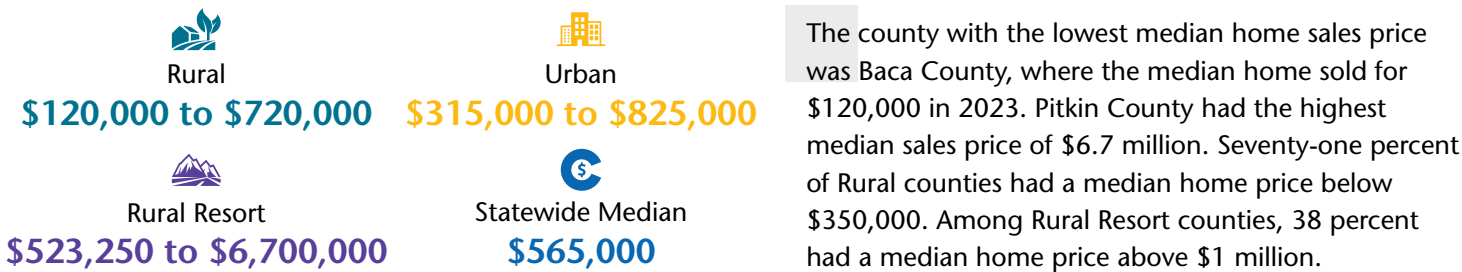 Rural
$120,000 to $720,000
Urban
$315,000 to $825,000
Rural Resort
$523,250 to $6,700,000
Statewide Median
$565,000
The county with the lowest median home sales price
was Baca County, where the median home sold for
$120,000 in 2023. Pitkin County had the highest
median sales price of $6.7 million. Seventy-one percent
of Rural counties had a median home price below
$350,000. Among Rural Resort counties, 38 percent
had a median home price above $1 million.